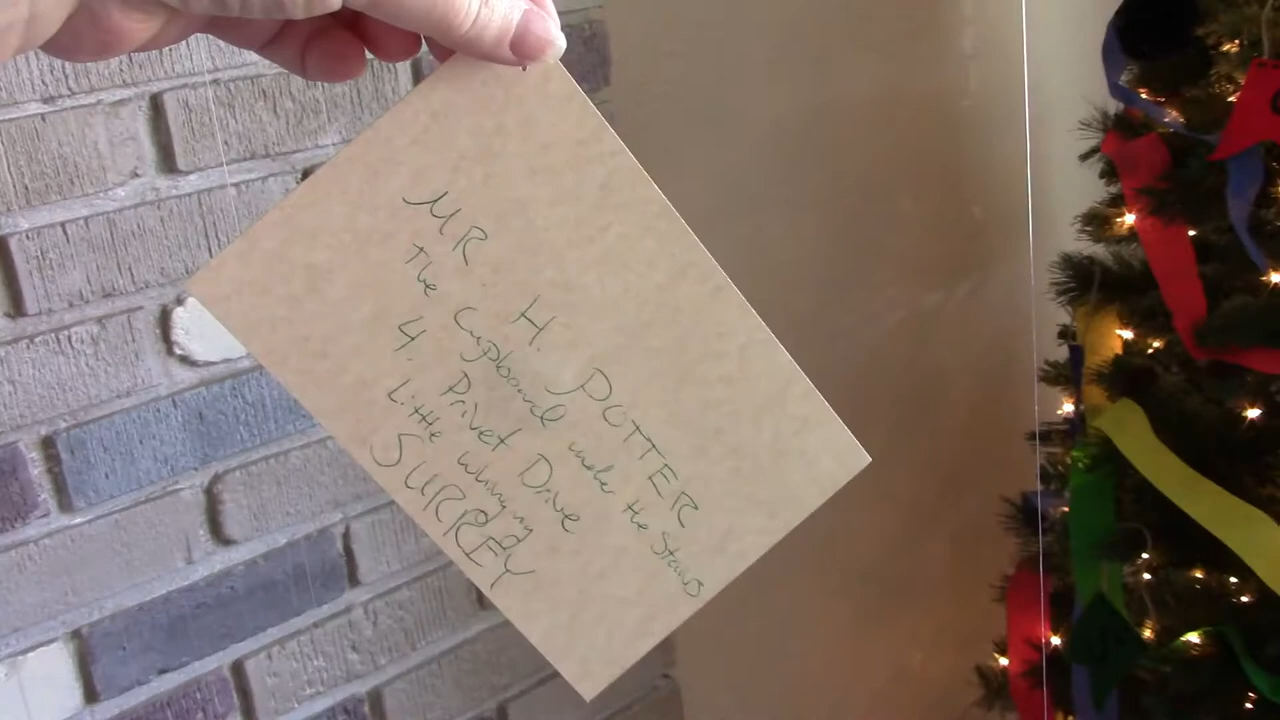 MR H. POTTER
The Cupboard under the Stairs
4. Privet Drive
Little Whinging
SURREY